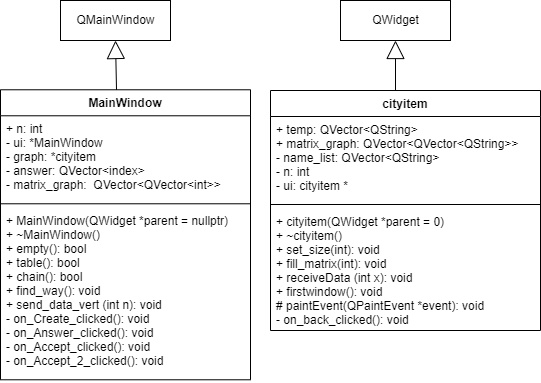 QMainWindow
MainWindow
+ n: int
- ui: *MainWindow
- graph: *cityitem
- answer: QVector<index>
- matrix_graph:  QVector<QVector<int>>
+ MainWindow(QWidget *parent = nullptr)
+ ~MainWindow()
+ empty(): bool
+ table(): bool
+ chain(): bool
+ find_way(): void
+ send_data_vert (int n): void
- on_Create_clicked(): void
- on_Answer_clicked(): void
- on_Accept_clicked(): void
- on_Accept_2_clicked(): void
QWidget
cityitem
+ temp: QVector<QString>
+ matrix_graph: QVector<QVector<QString>>
- name_list: QVector<QString>
- n: int
- ui: cityitem *
+ cityitem(QWidget *parent = 0)
+ ~cityitem()
+ set_size(int): void
+ fill_matrix(int): void
+ receiveData (int x): void
+ firstwindow(): void
# paintEvent(QPaintEvent *event): void
- on_back_clicked(): void